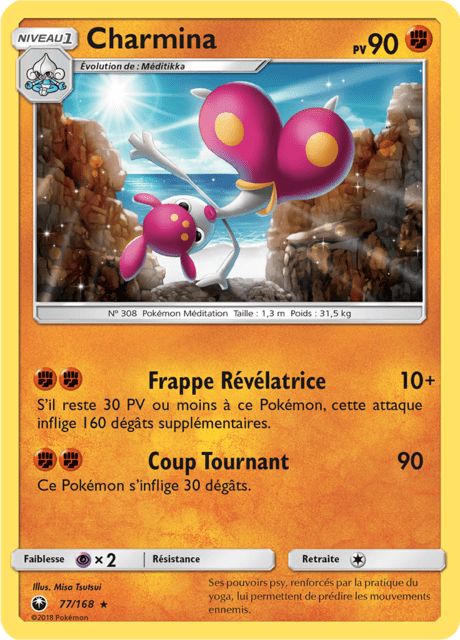 NIVEAU 1
Charmina
PV 90
Évolution de : Méditikka
N° 308 Pokémon Méditation Taille : 1,3 m Poids : 31,5 kg
Frappe Révélatrice 10+
S'il reste 30 PV ou moins à ce Pokémon, cette attaque
inflige 160 dégâts supplémentaires.
Coup Tournant 90
Ce Pokémon s'inflige 30 dégâts.
Faiblesse ×2 Résistance Retraite
Illus. Misa Tsutsui
Ses pouvoirs psy, renforcés par la pratique du
yoga, lui permettent de prédire les mouvements
ennemis.
77/168 ★
©2018 Pokémon